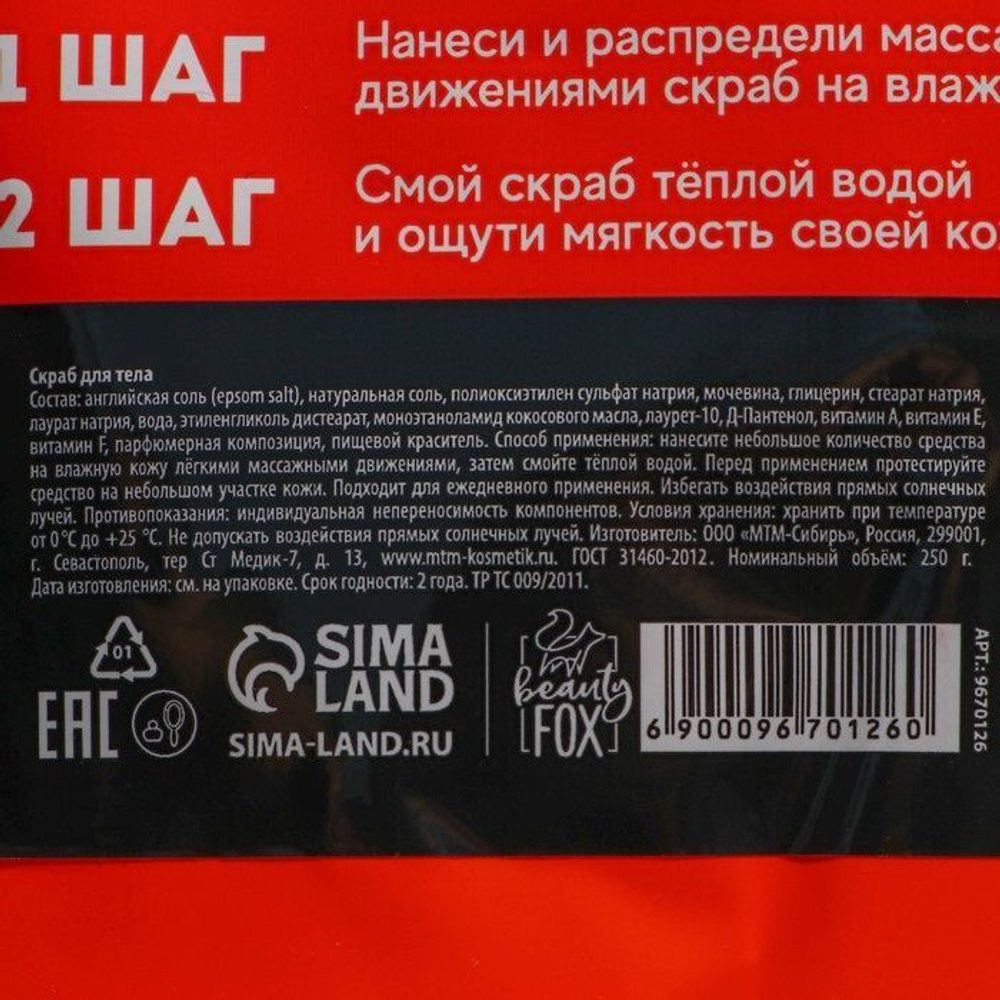 1 ШАГ
Нанеси и распредели
движениями скраб на
2 ШАГ
Смой скраб тёплой водой
и ощути мягкость своей
Скраб для тела
Состав: английская соль (epsom salt), натуральная соль, полиоксиэтилен сульфат натрия, мочевина, глицерин, стеарат натрия,
лаурат натрия, вода, этиленгликоль дистеарат, моноэтаноламид кокосового масла, лаурет-10, Д-Пантенол, витамин А, витамин Е,
витамин F, парфюмерная композиция, пищевой краситель. Способ применения: нанесите небольшое количество средства
на влажную кожу лёгкими массажными движениями, затем смойте тёплой водой. Перед применением протестируйте
средство на небольшом участке кожи. Подходит для ежедневного применения. Избегать воздействия прямых солнечных
лучей. Противопоказания: индивидуальная непереносимость компонентов. Условия хранения: хранить при температуре
от 0 °С до +25 °С. Не допускать воздействия прямых солнечных лучей. Изготовитель: ООО «МТМ-Сибирь», Россия, 299001,
г. Севастополь, тер Ст Медик-7, д. 13, www.mtm-kosmetik.ru. ГОСТ 31460-2012. Номинальный объём: 250 г.
Дата изготовления: см. на упаковке. Срок годности: 2 года. ТР ТС 009/2011.
01
EAC
SIMA
LAND
SIMA-LAND.RU
beauty
FOX
6 900096 701260
АРТ.: 9670126